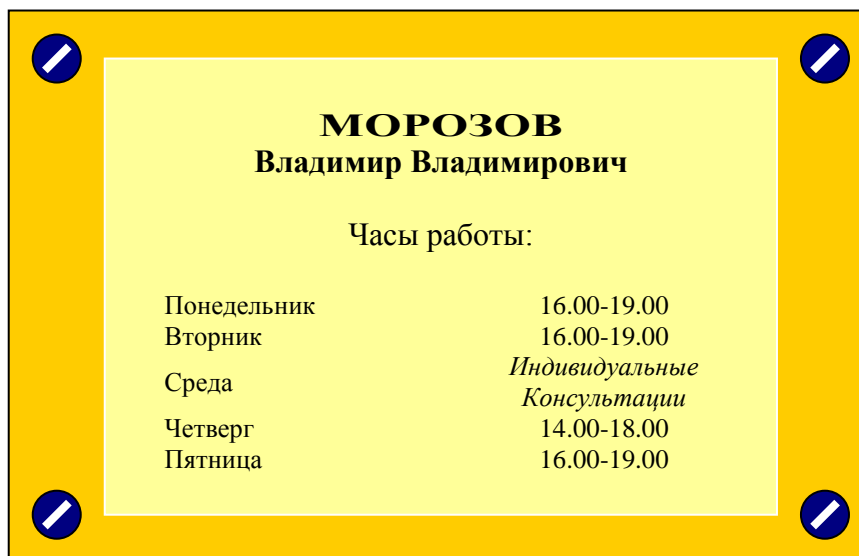 МОРОЗОВ
Владимир Владимирович
Часы работы:
Понедельник 16.00-19.00
Вторник 16.00-19.00
Среда Индивидуальные
Консультации
Четверг 14.00-18.00
Пятница 16.00-19.00